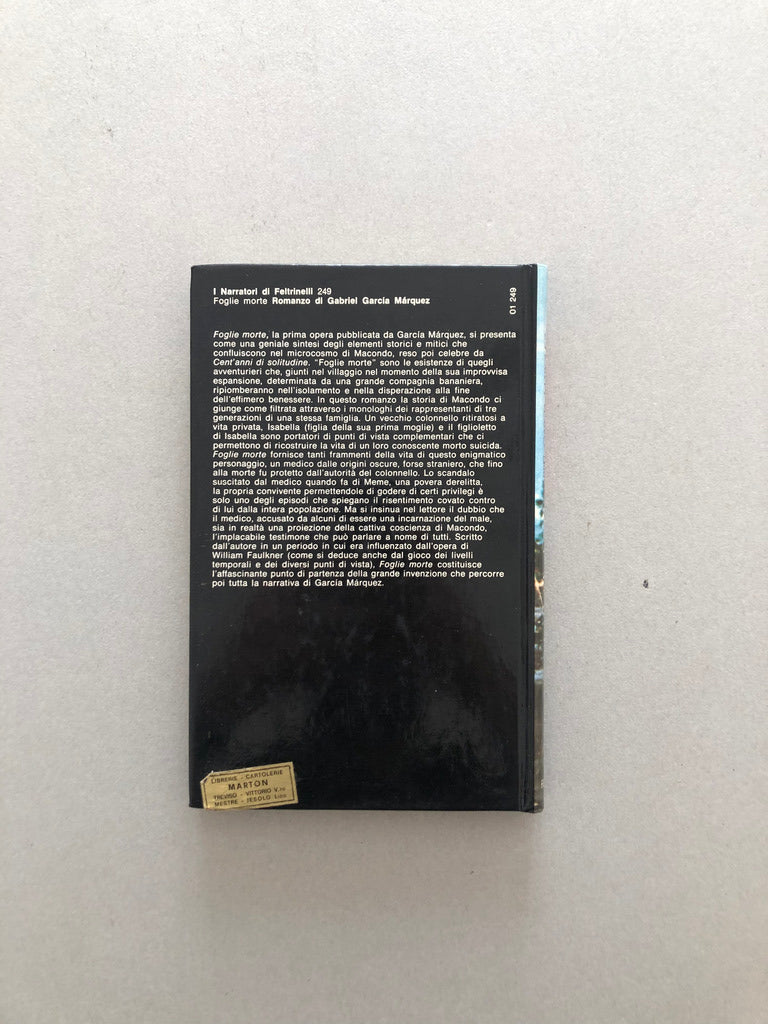 I Narratori di Feltrinelli 249
Foglie morte Romanzo di Gabriel García Márquez
01 249
Foglie morte, la prima opera pubblicata da García Márquez, si presenta
come una geniale sintesi degli elementi storici e mitici che
confluiscono nel microcosmo di Macondo, reso poi celebre da
Cent'anni di solitudine. "Foglie morte" sono le esistenze di quegli
avventurieri che, giunti nel villaggio nel momento della sua improvvisa
espansione, determinata da una grande compagnia bananiera,
ripiomberanno nell'isolamento e nella disperazione alla fine
dell'effimero benessere. In questo romanzo la storia di Macondo ci
giunge come filtrata attraverso i monologhi dei rappresentanti di tre
generazioni di una stessa famiglia. Un vecchio colonnello ritiratosi a
vita privata, Isabella (figlia della sua prima moglie) e il figlioletto
di Isabella sono portatori di punti di vista complementari che ci
permettono di ricostruire la vita di un loro conoscente morto suicida.
Foglie morte fornisce tanti frammenti della vita di questo enigmatico
personaggio, un medico dalle origini oscure, forse straniero, che fino
alla morte fu protetto dall'autorità del colonnello. Lo scandalo
suscitato dal medico quando fa di Meme, una povera derelitta,
la propria convivente permettendole di godere di certi privilegi è
solo uno degli episodi che spiegano il risentimento covato contro
di lui dalla intera popolazione. Ma si insinua nel lettore il dubbio che
il medico, accusato da alcuni di essere una incarnazione del male,
sia in realtà una proiezione della cattiva coscienza di Macondo,
l'implacabile testimone che può parlare a nome di tutti. Scritto
dall'autore in un periodo in cui era influenzato dall'opera di
William Faulkner (come si deduce anche dal gioco dei livelli
temporali e dei diversi punti di vista), Foglie morte costituisce
l'affascinante punto di partenza della grande invenzione che percorre
poi tutta la narrativa di García Márquez.
LIBRERIE - CARTOLERIE
MARTON
TREVISO - VITTORIO V.to
MESTRE - JESOLO Lido